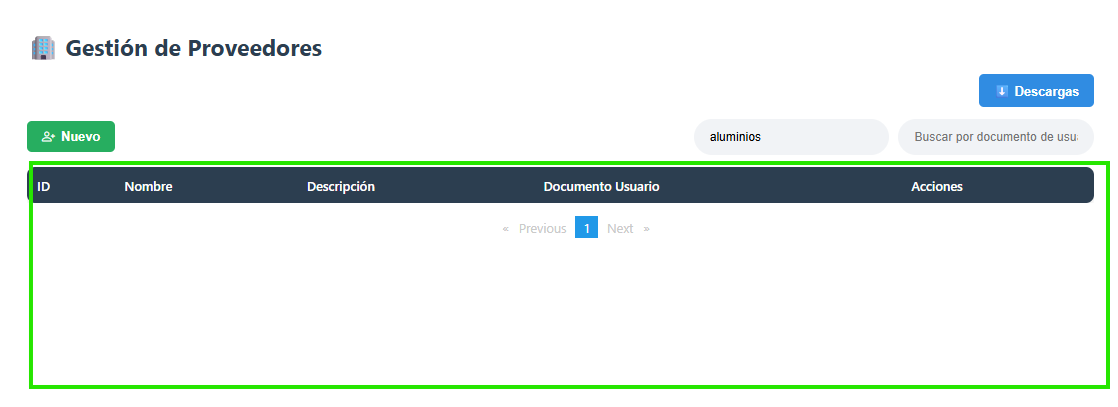 Gestión de Proveedores
Descargas
Nuevo
aluminios
Buscar por documento de usua
ID Nombre Descripción Documento Usuario Acciones
« Previous 1 Next »